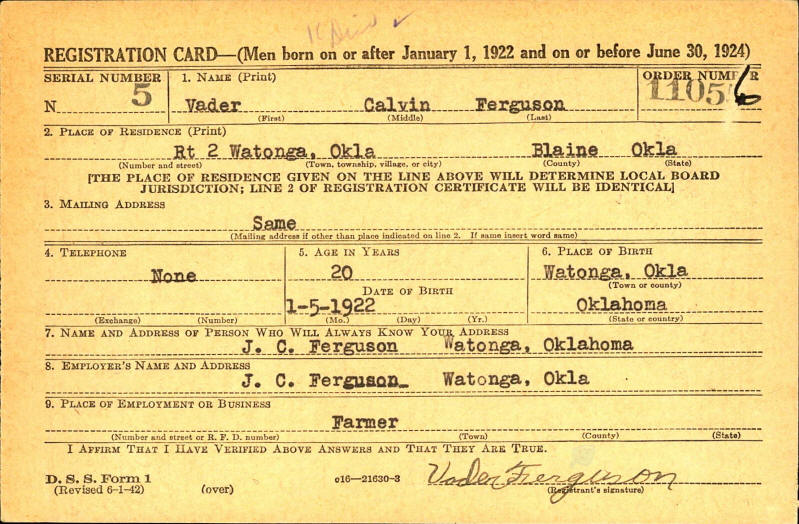 REGISTRATION CARD—(Men born on or after January 1, 1922 and on or before June 30, 1924)
SERIAL NUMBER 1. NAME (Print) ORDER NUMBER
N 5 Vader Calvin Ferguson 11056
(First) (Middle) (Last)
2. PLACE OF RESIDENCE (Print)
Rt 2 Watonga, Okla Blaine Okla
(Number and street) (Town, township, village, or city) (County) (State)
[THE PLACE OF RESIDENCE GIVEN ON THE LINE ABOVE WILL DETERMINE LOCAL BOARD
JURISDICTION; LINE 2 OF REGISTRATION CERTIFICATE WILL BE IDENTICAL]
3. MAILING ADDRESS
Same
(Mailing address if other than place indicated on line 2. If same insert word same)
4. TELEPHONE 5. AGE IN YEARS 6. PLACE OF BIRTH
None 20 Watonga, Okla
DATE OF BIRTH (Town or county)
1-5-1922 Oklahoma
(Exchange) (Number) (Mo.) (Day) (Yr.) (State or country)
7. NAME AND ADDRESS OF PERSON WHO WILL ALWAYS KNOW YOUR ADDRESS
J. C. Ferguson Watonga, Oklahoma
8. EMPLOYER'S NAME AND ADDRESS
J. C. Ferguson Watonga, Okla
9. PLACE OF EMPLOYMENT OR BUSINESS
Farmer
(Number and street or R. F. D. number) (Town) (County) (State)
I AFFIRM THAT I HAVE VERIFIED ABOVE ANSWERS AND THAT THEY ARE TRUE.
D. S. S. Form 1
(Revised 6-1-42) (over) c16—21630-3 Vader Ferguson
(Registrant's signature)